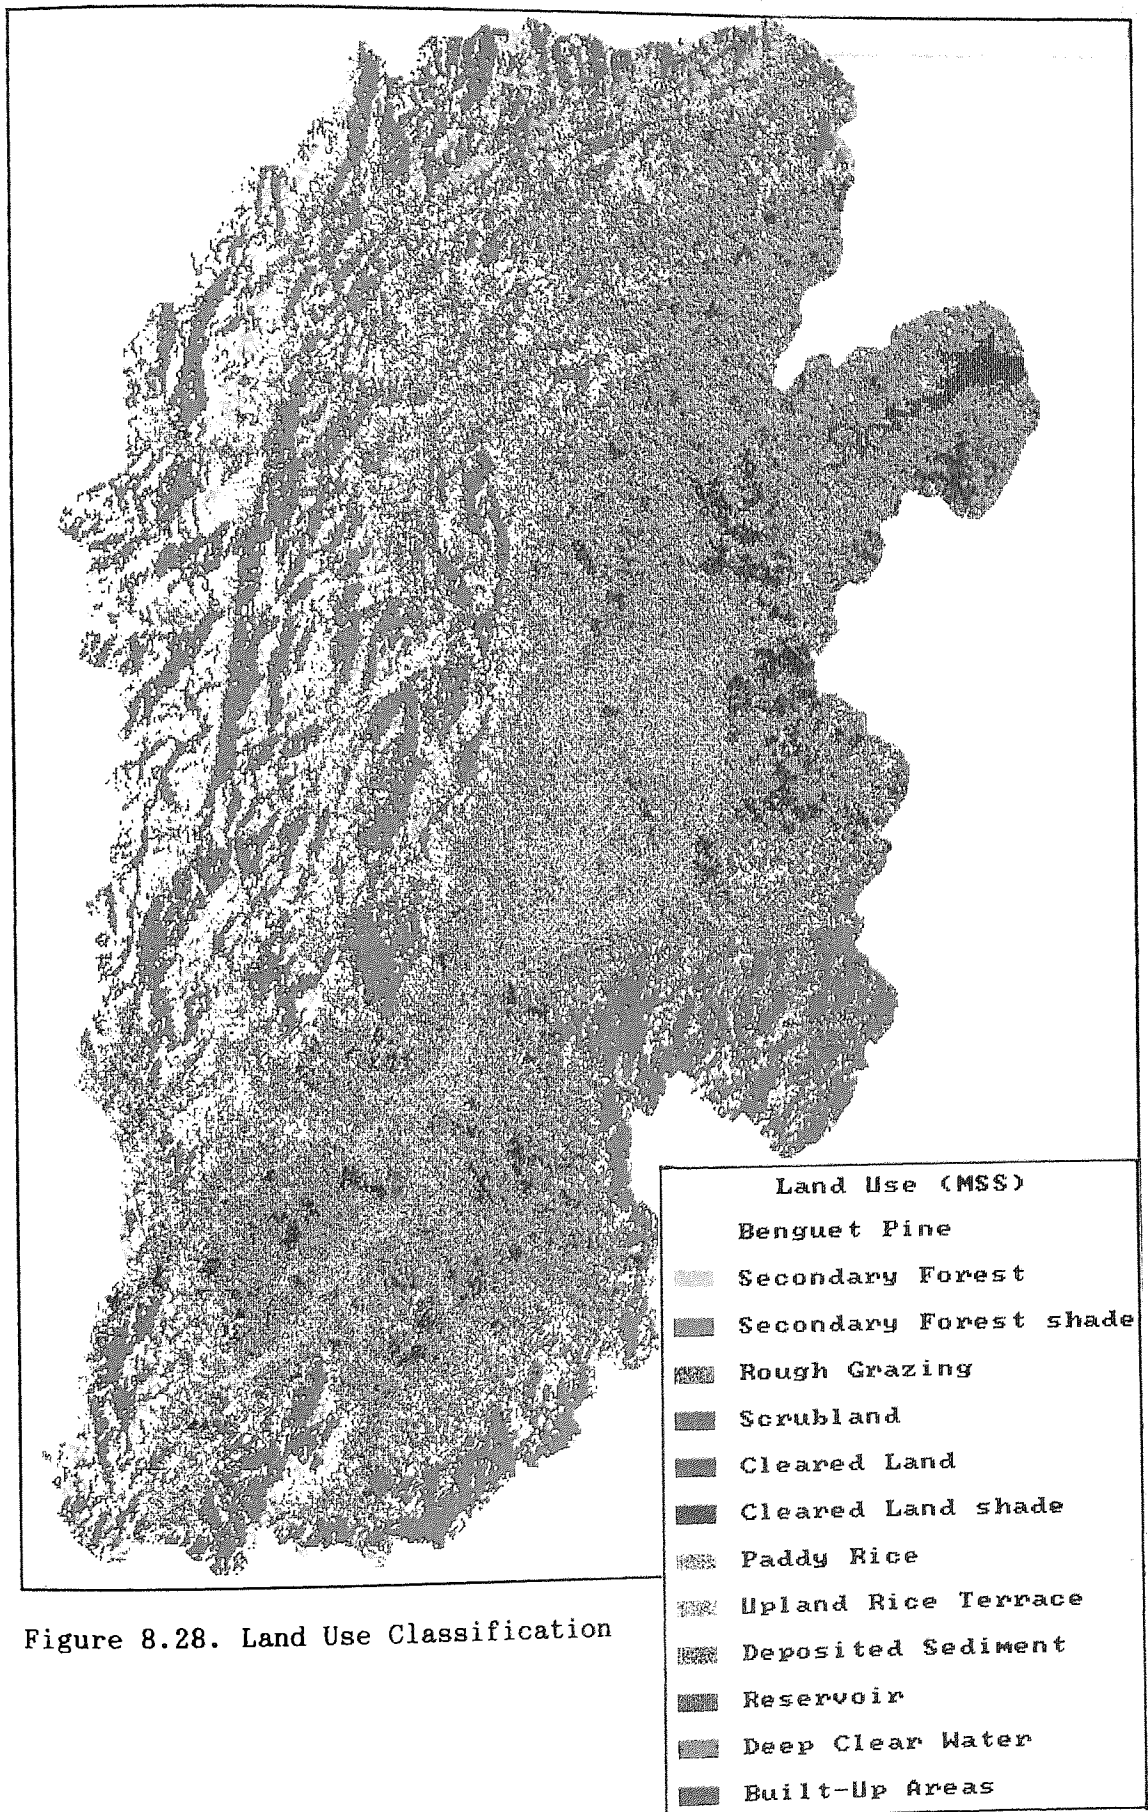 Land Use (MSS)
Benguet Pine
Secondary Forest
Secondary Forest shade
Rough Grazing
Scrubland
Cleared Land
Cleared Land shade
Paddy Rice
Upland Rice Terrace
Deposited Sediment
Reservoir
Deep Clear Water
Built-Up Areas
Figure 8.28. Land Use Classification